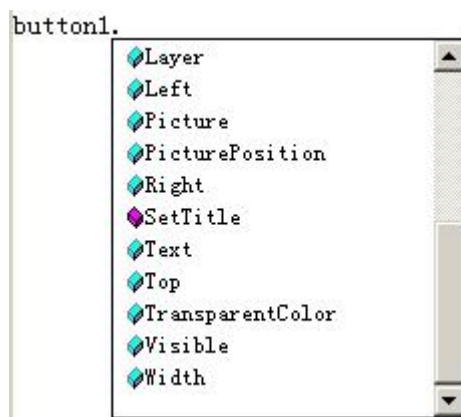 button1.
Layer
Left
Picture
PicturePosition
Right
SetTitle
Text
Top
TransparentColor
Visible
Width